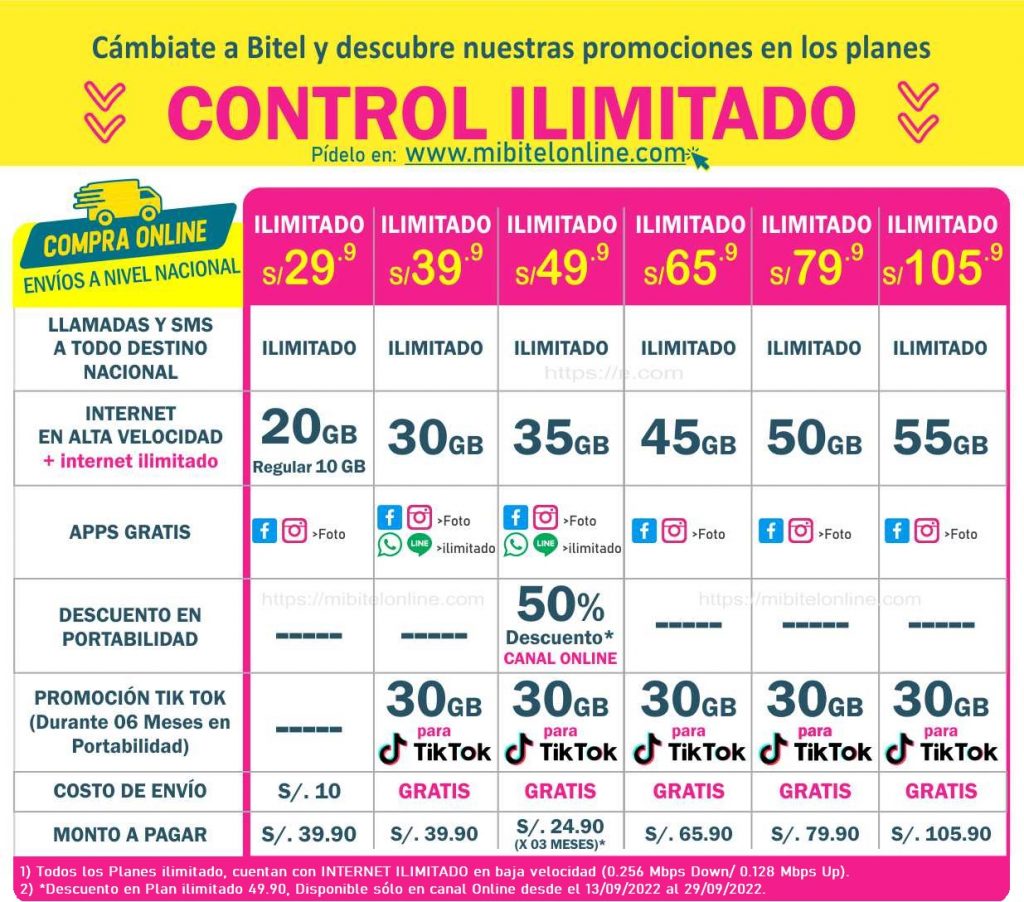 Cámbiate a Bitel y descubre nuestras promociones en los planes
CONTROL ILIMITADO
Pídelo en: www.mibitelonline.com
COMPRA ONLINE
ENVÍOS A NIVEL NACIONAL
ILIMITADO ILIMITADO ILIMITADO ILIMITADO ILIMITADO ILIMITADO
S/29.9 S/39.9 S/49.9 S/65.9 S/79.9 S/105.9
LLAMADAS Y SMS
A TODO DESTINO
NACIONAL
ILIMITADO ILIMITADO ILIMITADO ILIMITADO ILIMITADO ILIMITADO
INTERNET
EN ALTA VELOCIDAD
+ internet ilimitado
20GB 30GB 35GB 45GB 50GB 55GB
Regular 10 GB
APPS GRATIS
>Foto >Foto >Foto >Foto >Foto >Foto
LINE >ilimitado LINE >ilimitado
https://mibitelonline.com https://mibitelonline.com
DESCUENTO EN
PORTABILIDAD
----- ----- 50% ----- ----- -----
Descuento*
CANAL ONLINE
PROMOCIÓN TIK TOK
(Durante 06 Meses en
Portabilidad)
----- 30GB 30GB 30GB 30GB 30GB
para para para para para
TikTok TikTok TikTok TikTok TikTok
COSTO DE ENVÍO S/. 10 GRATIS GRATIS GRATIS GRATIS GRATIS
MONTO A PAGAR S/. 39.90 S/. 39.90 S/. 24.90 S/. 65.90 S/. 79.90 S/. 105.90
(X 03 MESES)*
1) Todos los Planes ilimitado, cuentan con INTERNET ILIMITADO en baja velocidad (0.256 Mbps Down/ 0.128 Mbps Up).
2) *Descuento en Plan ilimitado 49.90, Disponible sólo en canal Online desde el 13/09/2022 al 29/09/2022.